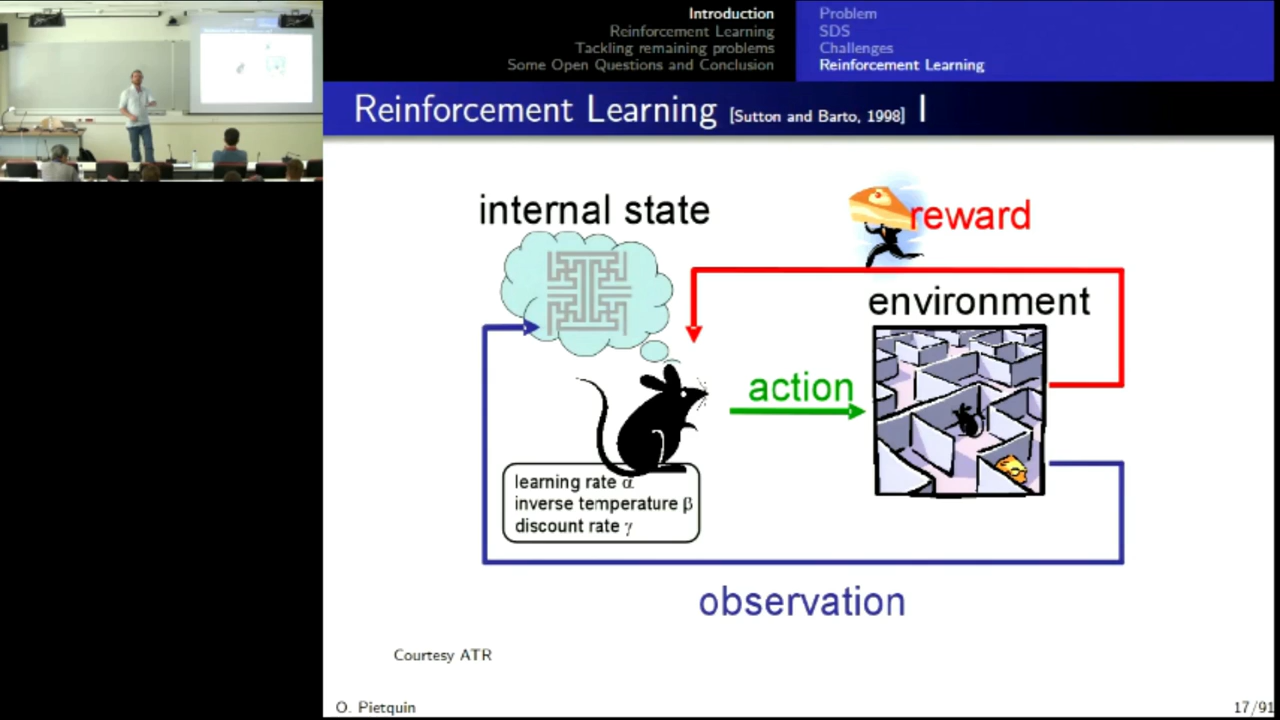 Introduction
Reinforcement Learning
Tackling remaining problems
Some Open Questions and Conclusion
Problem
SDS
Challenges
Reinforcement Learning
Reinforcement Learning [Sutton and Barto, 1998] I
internal state
reward
environment
action
learning rate α
inverse temperature β
discount rate γ
observation
Courtesy ATR
O. Pietquin
17/91